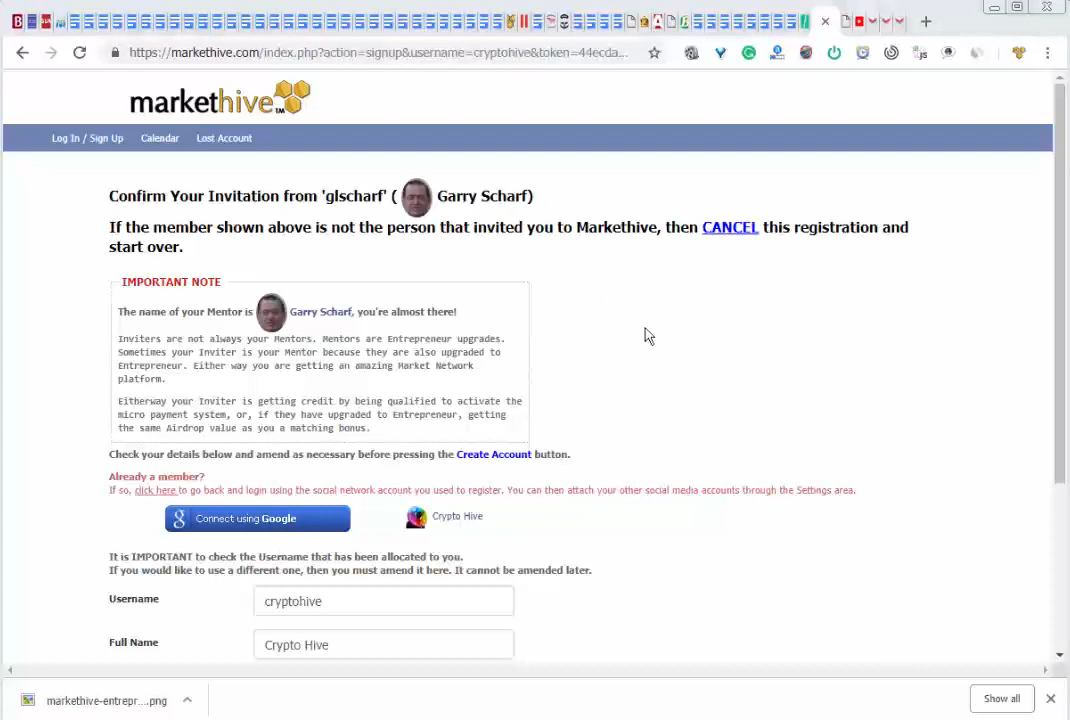 https://markethive.com/index.php?action=signup&username=cryptohive&token=44ecda...
markethive™
Log In / Sign Up Calendar Lost Account
Confirm Your Invitation from 'glscharf' ( Garry Scharf)
If the member shown above is not the person that invited you to Markethive, then CANCEL this registration and
start over.
IMPORTANT NOTE
The name of your Mentor is Garry Scharf, you're almost there!
Inviters are not always your Mentors. Mentors are Entrepreneur upgrades.
Sometimes your Inviter is your Mentor because they are also upgraded to
Entrepreneur. Either way you are getting an amazing Market Network
platform.
Eitherway your Inviter is getting credit by being qualified to activate the
micro payment system, or, if they have upgraded to Entrepreneur, getting
the same Airdrop value as you a matching bonus.
Check your details below and amend as necessary before pressing the Create Account button.
Already a member?
If so, click here to go back and login using the social network account you used to register. You can then attach your other social media accounts through the Settings area.
Connect using Google Crypto Hive
It is IMPORTANT to check the Username that has been allocated to you.
If you would like to use a different one, then you must amend it here. It cannot be amended later.
Username cryptohive
Full Name Crypto Hive
markethive-entrepr....png Show all